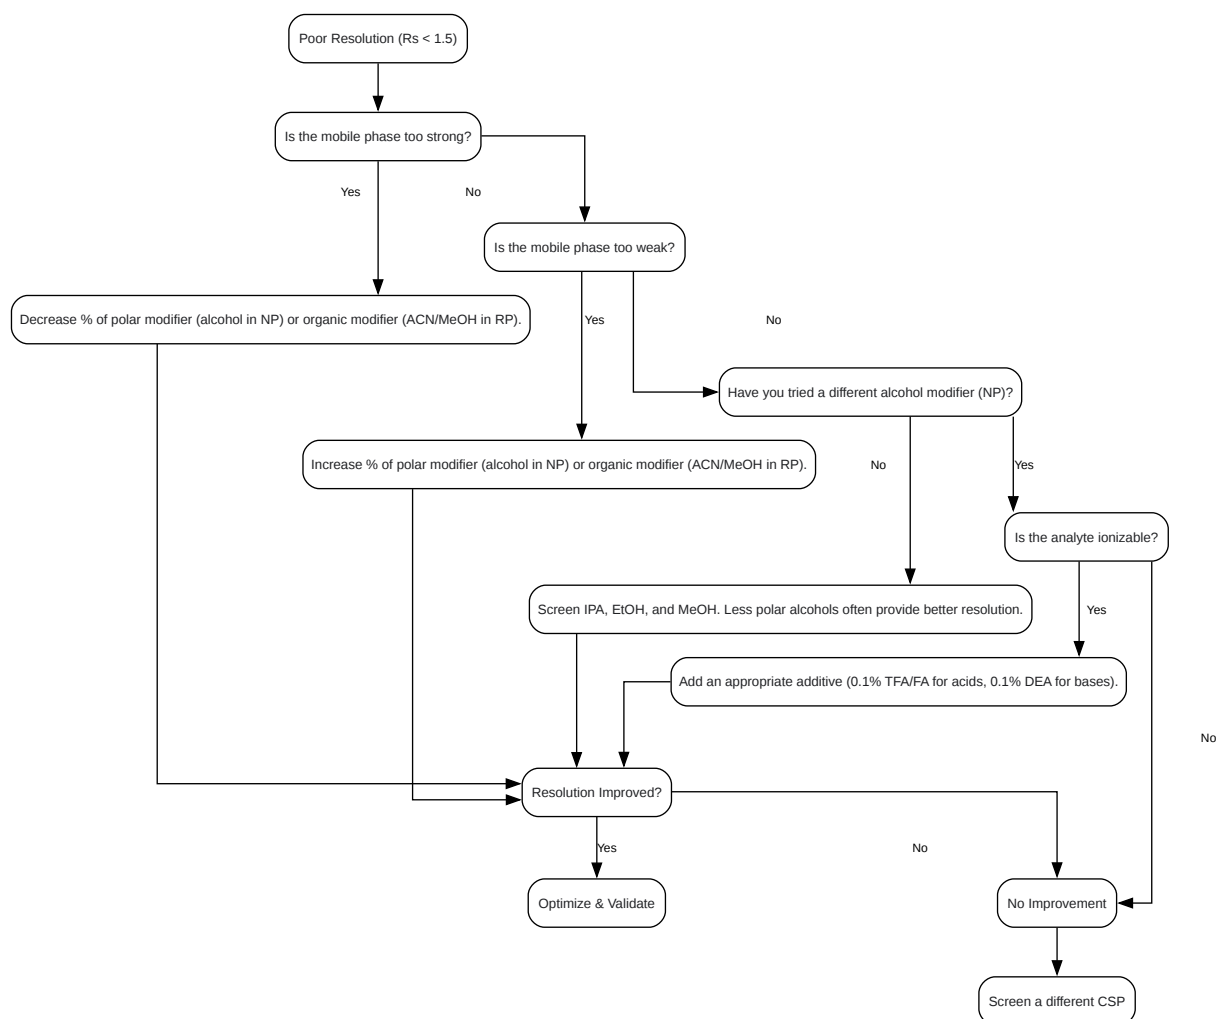 Poor Resolution (Rs < 1.5)
Is the mobile phase too strong?
Yes
No
Is the mobile phase too weak?
Decrease % of polar modifier (alcohol in NP) or organic modifier (ACN/MeOH in RP).
Yes
No
Have you tried a different alcohol modifier (NP)?
Increase % of polar modifier (alcohol in NP) or organic modifier (ACN/MeOH in RP).
No
Yes
Is the analyte ionizable?
Screen IPA, EtOH, and MeOH. Less polar alcohols often provide better resolution.
Yes
Add an appropriate additive (0.1% TFA/FA for acids, 0.1% DEA for bases).
No
Resolution Improved?
Yes
No
Optimize & Validate
No Improvement
Screen a different CSP